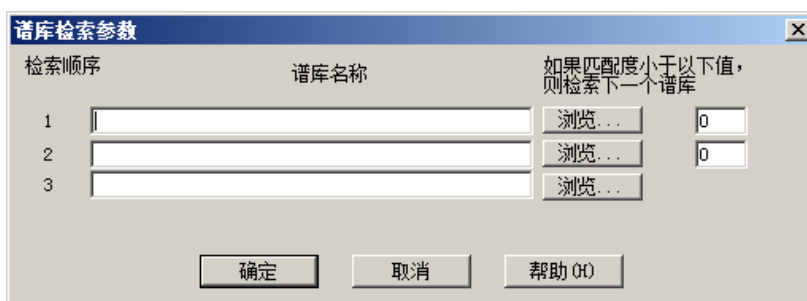 谱库检索参数
检索顺序
谱库名称
如果匹配度小于以下值，
则检索下一个谱库
1 浏览... 0
2 浏览... 0
3 浏览...
确定 取消 帮助(H)